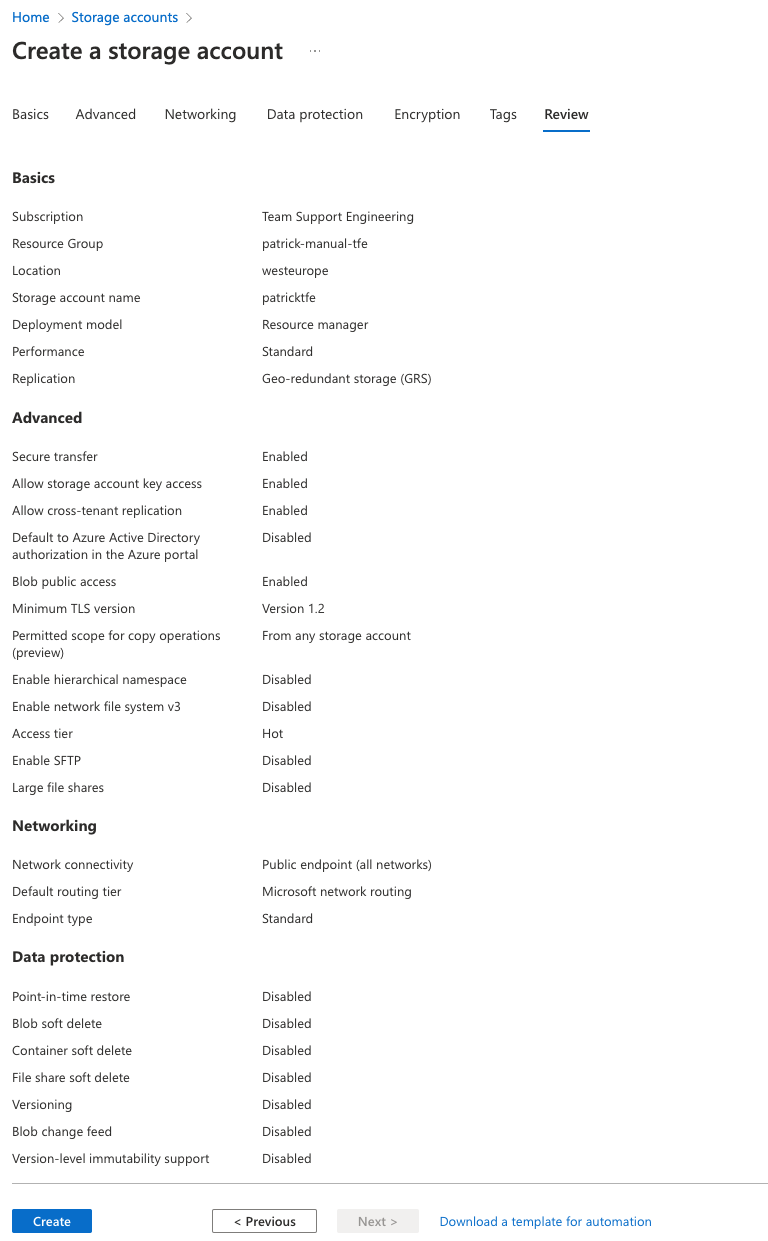 Home > Storage accounts >
Create a storage account ...
Basics Advanced Networking Data protection Encryption Tags Review
Basics
Subscription Team Support Engineering
Resource Group patrick-manual-tfe
Location westeurope
Storage account name patricktfe
Deployment model Resource manager
Performance Standard
Replication Geo-redundant storage (GRS)
Advanced
Secure transfer Enabled
Allow storage account key access Enabled
Allow cross-tenant replication Enabled
Default to Azure Active Directory Disabled
authorization in the Azure portal
Blob public access Enabled
Minimum TLS version Version 1.2
Permitted scope for copy operations From any storage account
(preview)
Enable hierarchical namespace Disabled
Enable network file system v3 Disabled
Access tier Hot
Enable SFTP Disabled
Large file shares Disabled
Networking
Network connectivity Public endpoint (all networks)
Default routing tier Microsoft network routing
Endpoint type Standard
Data protection
Point-in-time restore Disabled
Blob soft delete Disabled
Container soft delete Disabled
File share soft delete Disabled
Versioning Disabled
Blob change feed Disabled
Version-level immutability support Disabled
Create < Previous Next > Download a template for automation